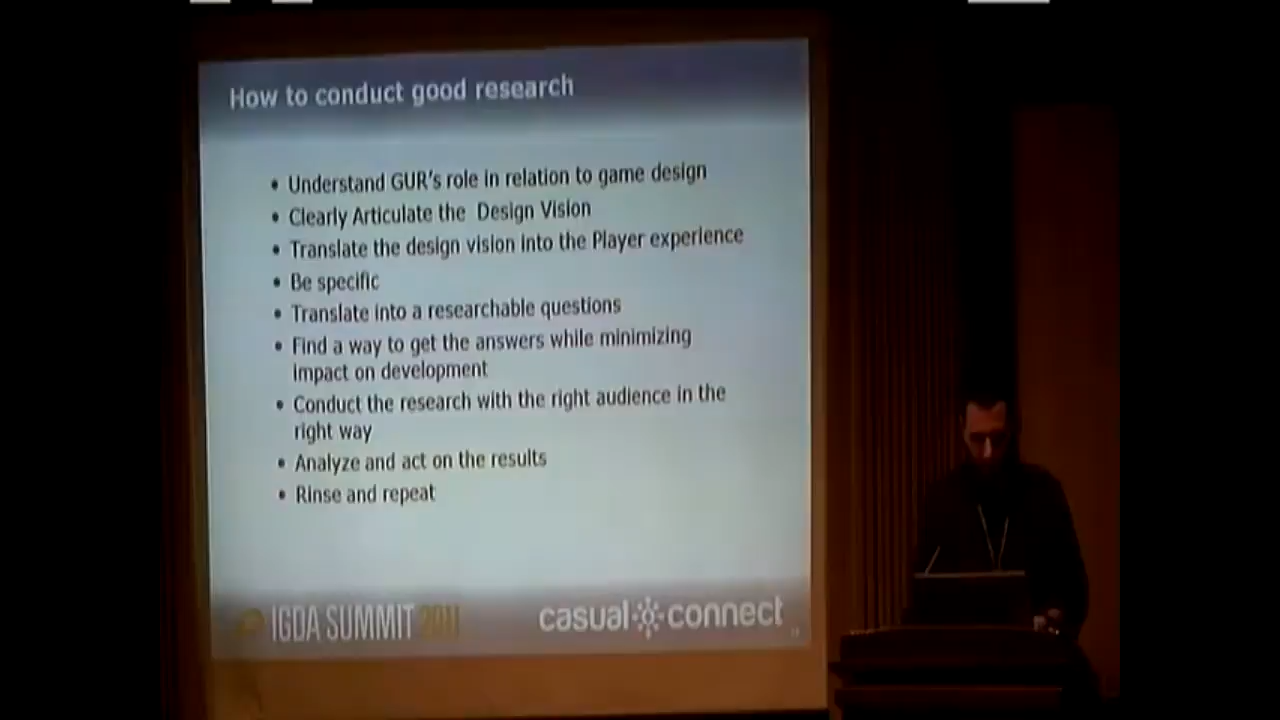 How to conduct good research
• Understand GUR's role in relation to game design
• Clearly Articulate the Design Vision
• Translate the design vision into the Player experience
• Be specific
• Translate into a researchable questions
• Find a way to get the answers while minimizing
impact on development
• Conduct the research with the right audience in the
right way
• Analyze and act on the results
• Rinse and repeat
IGDA SUMMIT 2011
casual connect